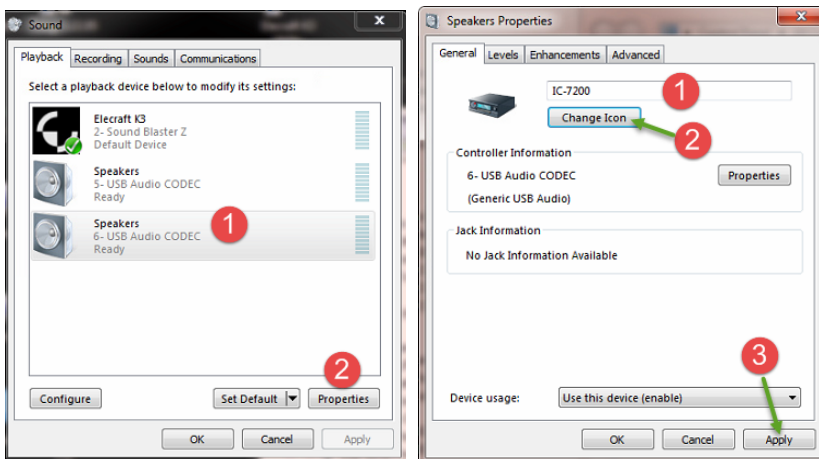 Sound
Playback Recording Sounds Communications
Select a playback device below to modify its settings:
Elecraft K3
2- Sound Blaster Z
Default Device
Speakers
5- USB Audio CODEC
Ready
Speakers
6- USB Audio CODEC
Ready
1
2
Configure Set Default Properties
OK Cancel Apply
Speakers Properties
General Levels Enhancements Advanced
IC-7200
1
Change Icon
2
Controller Information
6- USB Audio CODEC
Properties
(Generic USB Audio)
Jack Information
No Jack Information Available
3
Device usage: Use this device (enable)
OK Cancel Apply